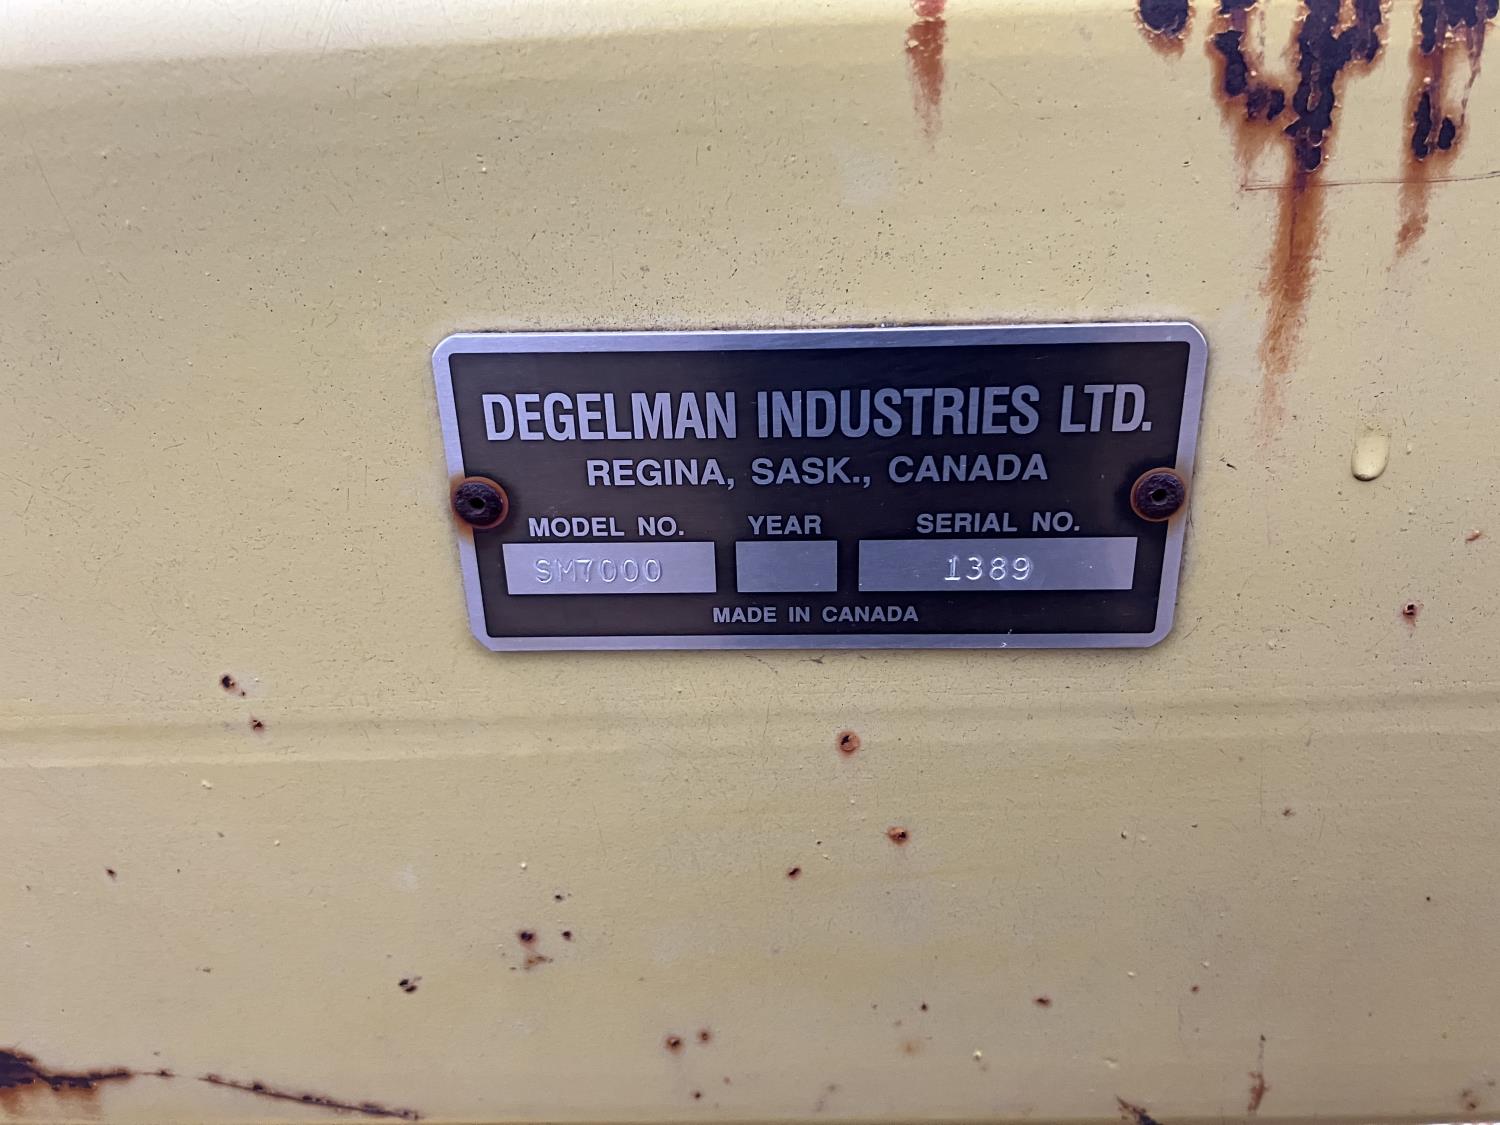 DEGELMAN INDUSTRIES LTD.
REGINA, SASK., CANADA
MODEL NO. YEAR SERIAL NO.
SM7000 1389
MADE IN CANADA